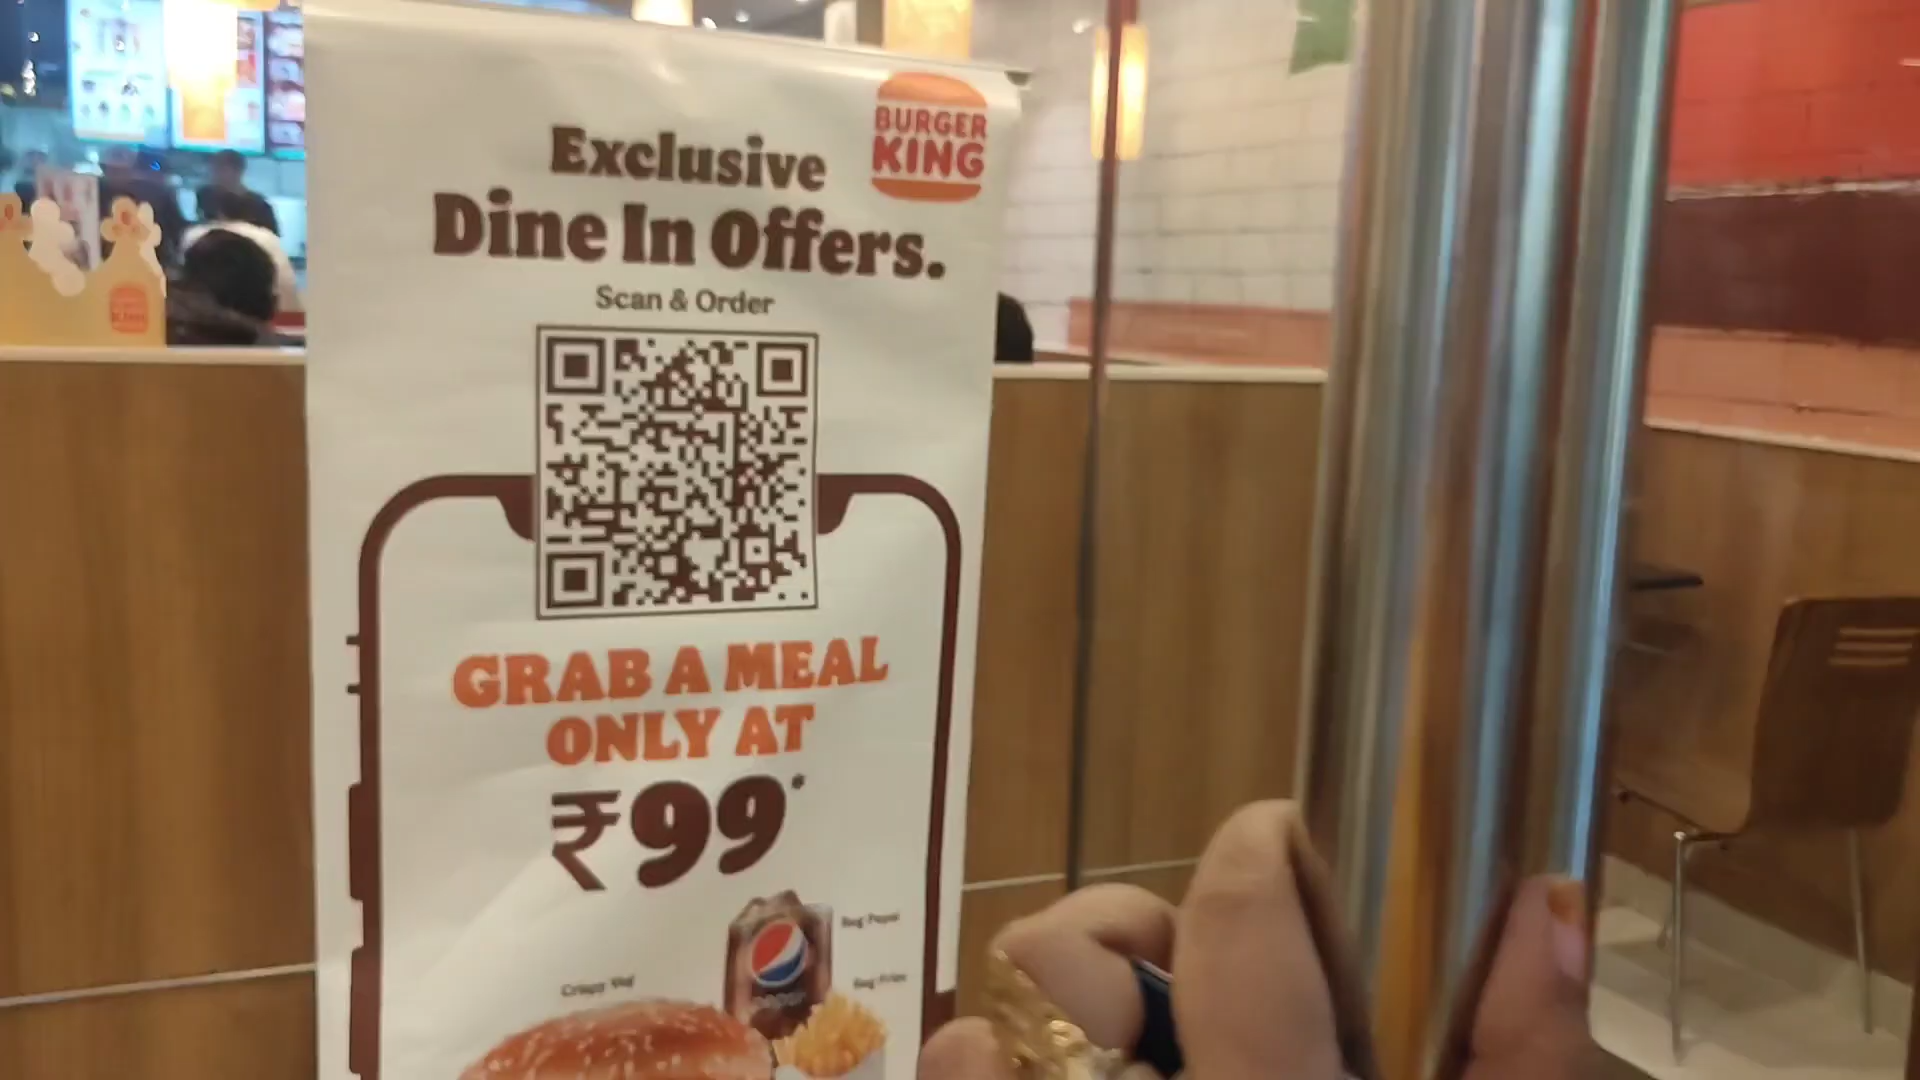 BURGER
KING
Exclusive
Dine In Offers.
Scan & Order
GRAB A MEAL
ONLY AT
₹99*
Reg Pepsi
Crispy Veg
Reg Fries